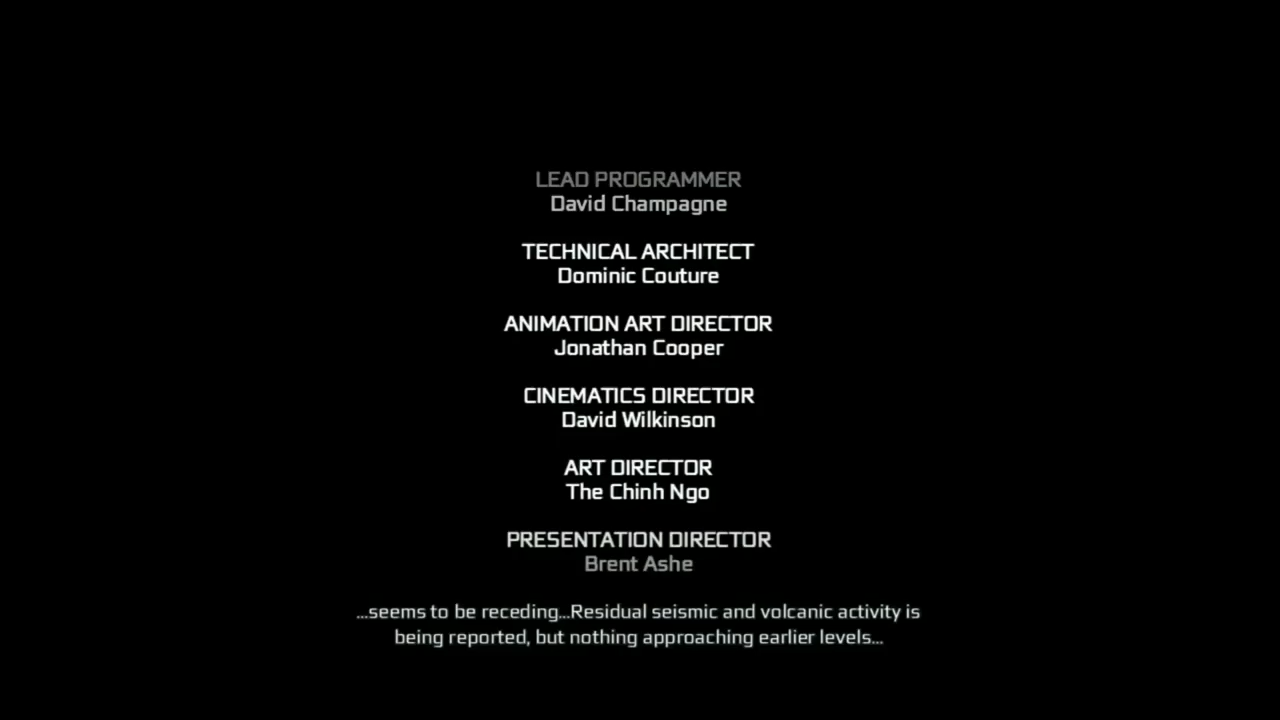 LEAD PROGRAMMER
David Champagne
TECHNICAL ARCHITECT
Dominic Couture
ANIMATION ART DIRECTOR
Jonathan Cooper
CINEMATICS DIRECTOR
David Wilkinson
ART DIRECTOR
The Chinh Ngo
PRESENTATION DIRECTOR
Brent Ashe
...seems to be receding...Residual seismic and volcanic activity is
being reported, but nothing approaching earlier levels...